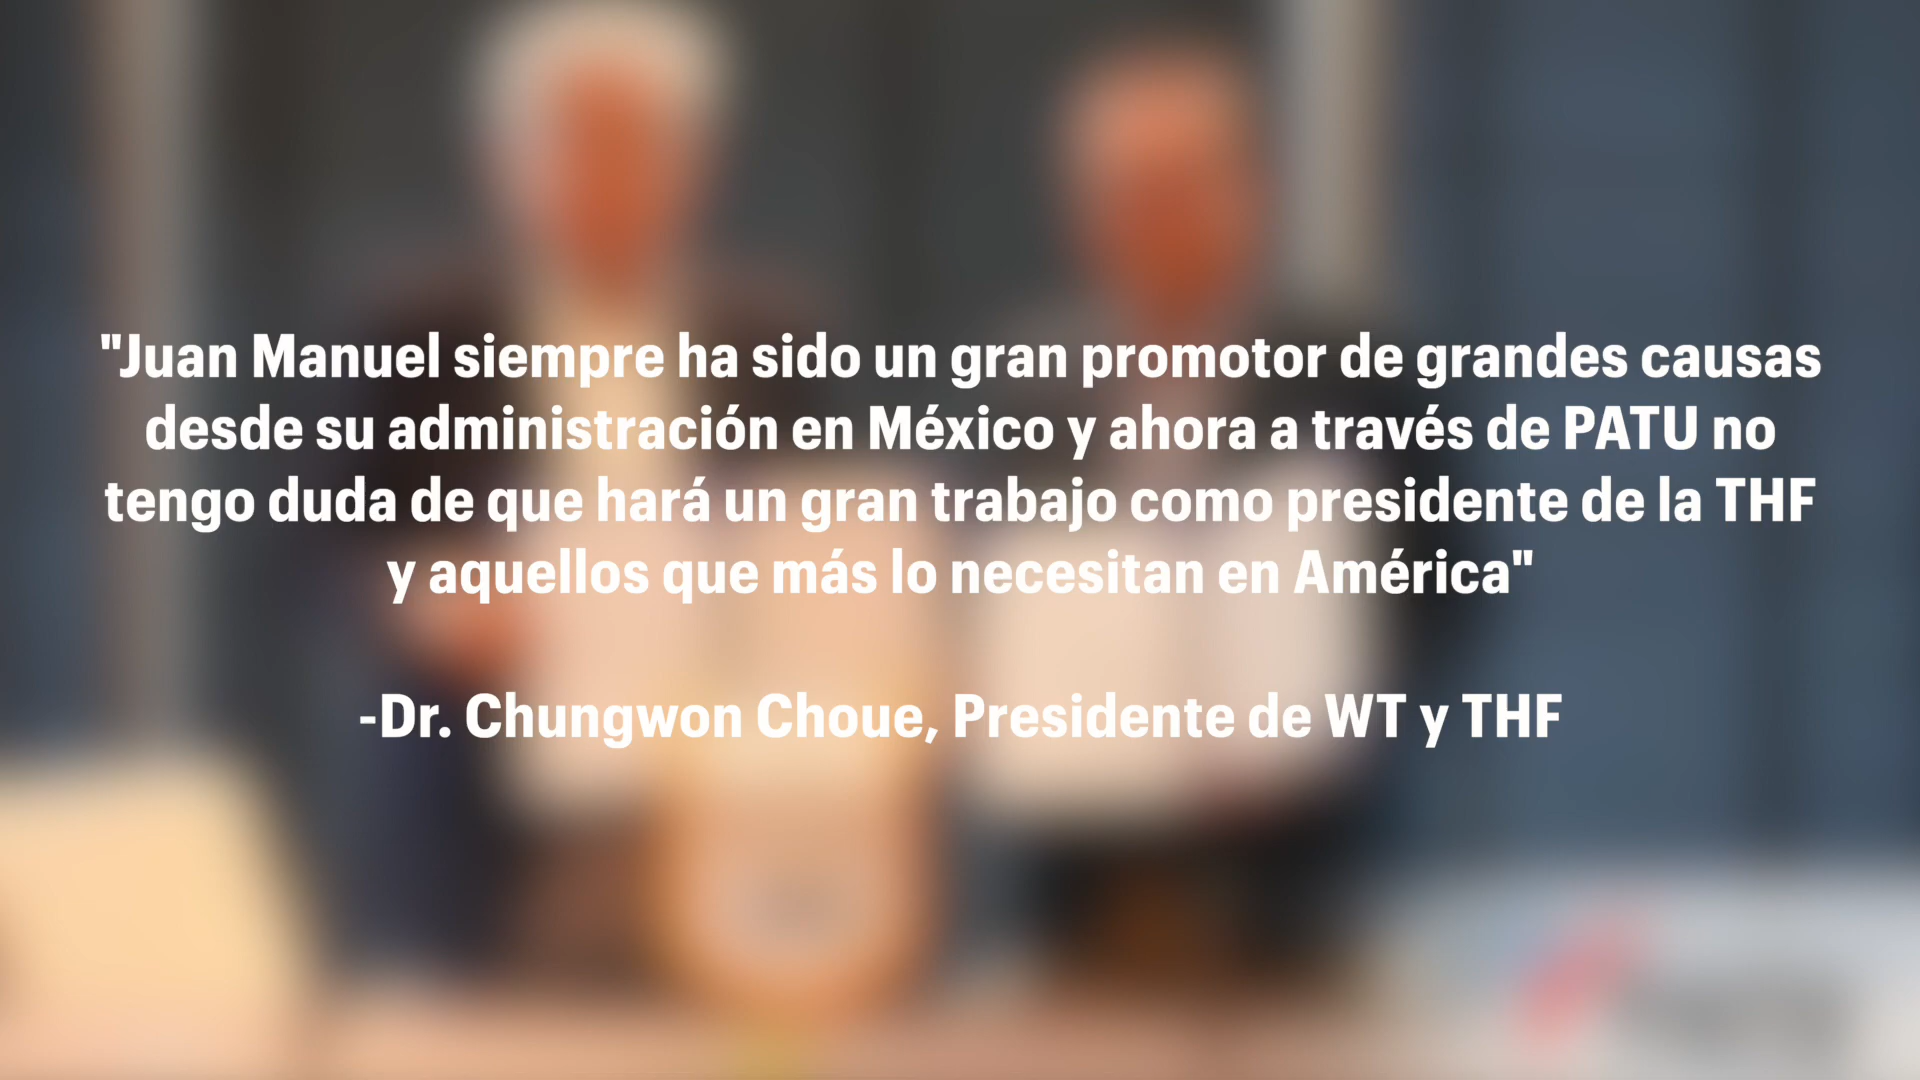 "Juan Manuel siempre ha sido un gran promotor de grandes causas
desde su administración en México y ahora a través de PATU no
tengo duda de que hará un gran trabajo como presidente de la THF
y aquellos que más lo necesitan en América"
-Dr. Chungwon Choue, Presidente de WT y THF